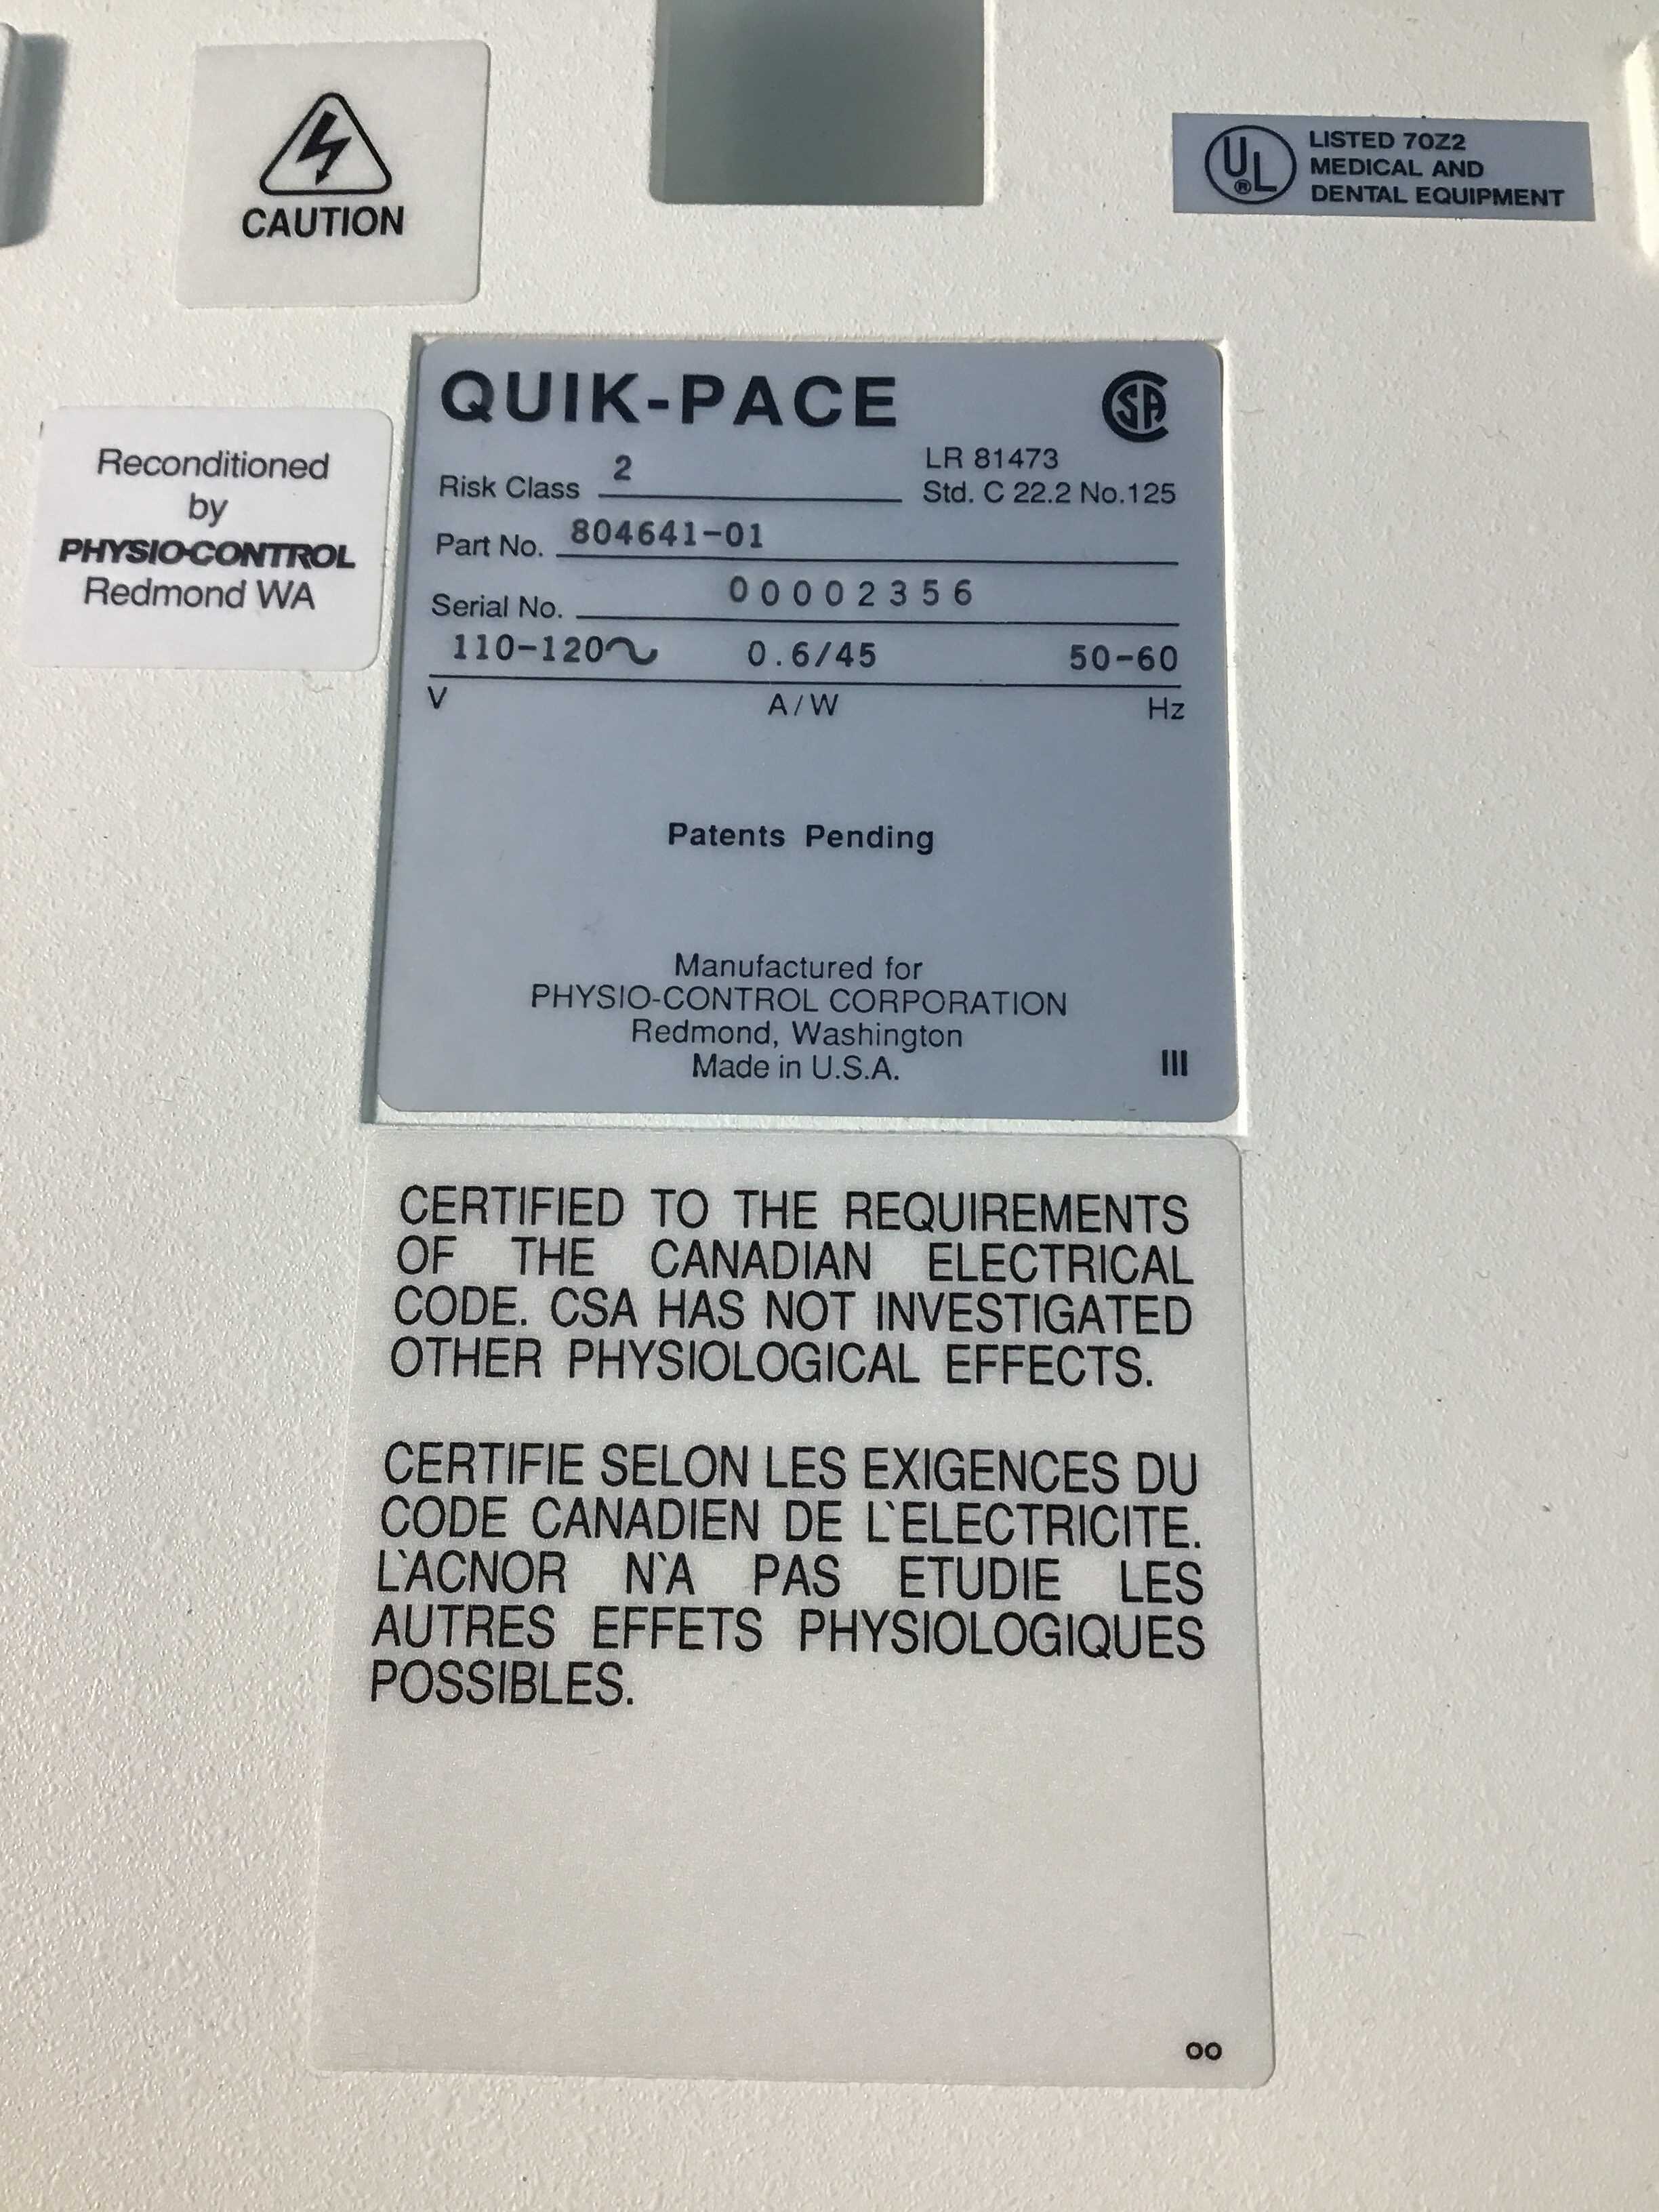 CAUTION
UL
®
LISTED 70Z2
MEDICAL AND
DENTAL EQUIPMENT
Reconditioned
by
PHYSIO-CONTROL
Redmond WA
QUIK-PACE
CSA
LR 81473
Risk Class 2
Std. C 22.2 No.125
Part No. 804641-01
Serial No. 00002356
110-120~ 0.6/45 50-60
V A/W Hz
Patents Pending
Manufactured for
PHYSIO-CONTROL CORPORATION
Redmond, Washington
Made in U.S.A.
III
CERTIFIED TO THE REQUIREMENTS
OF THE CANADIAN ELECTRICAL
CODE. CSA HAS NOT INVESTIGATED
OTHER PHYSIOLOGICAL EFFECTS.
CERTIFIE SELON LES EXIGENCES DU
CODE CANADIEN DE L`ELECTRICITE.
L`ACNOR N`A PAS ETUDIE LES
AUTRES EFFETS PHYSIOLOGIQUES
POSSIBLES.
oo